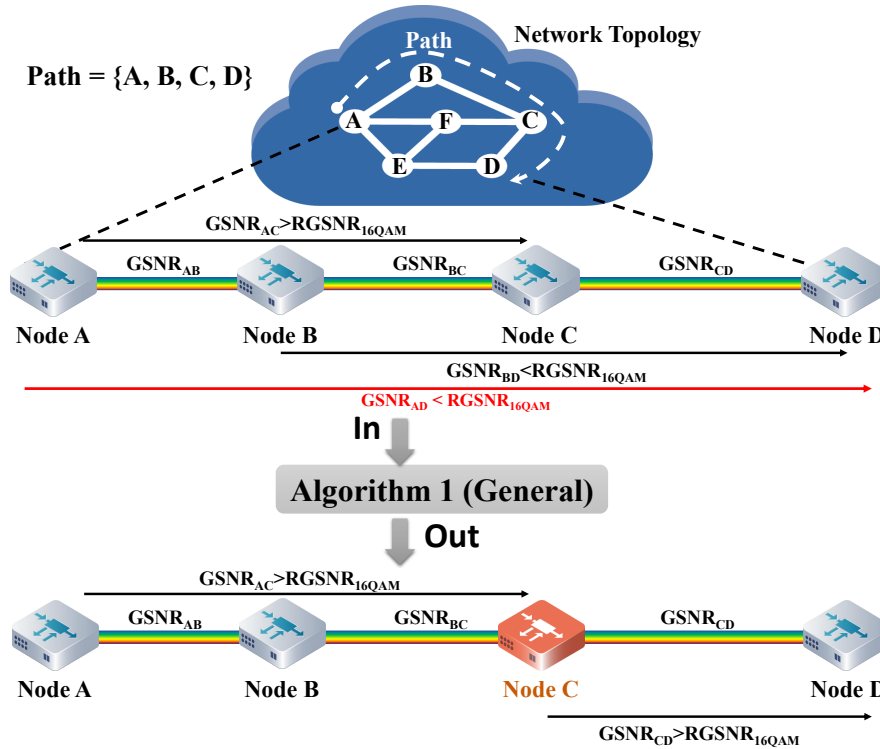 Network Topology
Path
Path = {A, B, C, D}
B
A
F
C
E
D
GSNR_AC>RGSNR_16QAM
GSNR_AB
GSNR_BC
GSNR_CD
Node A
Node B
Node C
Node D
GSNR_BD<RGSNR_16QAM
GSNR_AD < RGSNR_16QAM
In
Algorithm 1 (General)
Out
GSNR_AC>RGSNR_16QAM
GSNR_AB
GSNR_BC
GSNR_CD
Node A
Node B
Node C
Node D
GSNR_CD>RGSNR_16QAM